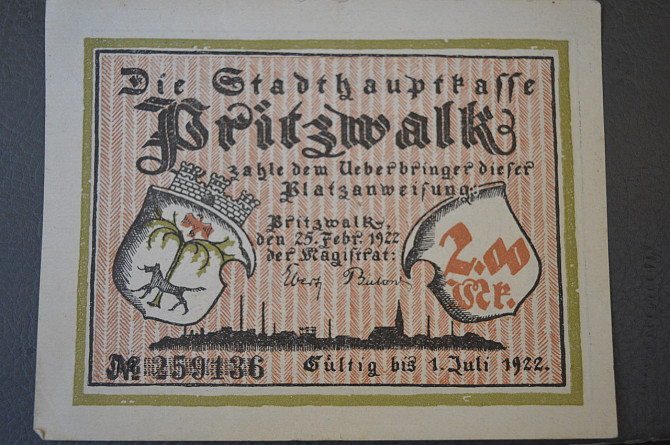 Die Stadthauptkasse
Pritzwalk
zahle dem Ueberbringer dieser
Platzanweisung:
Pritzwalk,
den 25. Febr. 1922
der Magistrat:
2.00
Mk.
№ 259136
Gültig bis 1. Juli 1922.